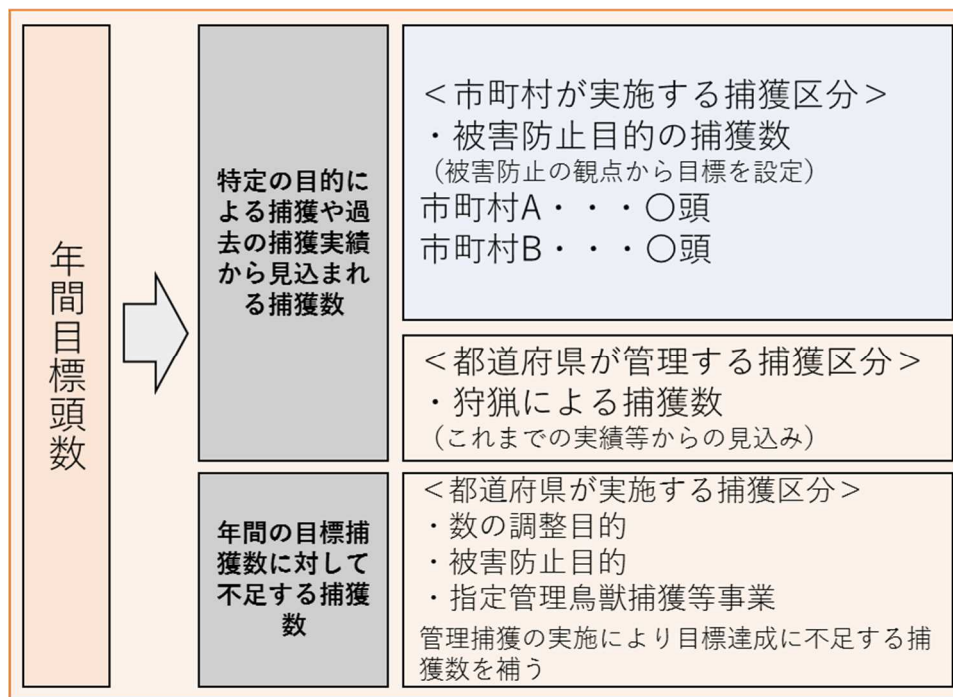 年間目標頭数
特定の目的に
よる捕獲や過
去の捕獲実績
から見込まれ
る捕獲数
＜市町村が実施する捕獲区分＞
・被害防止目的の捕獲数
（被害防止の観点から目標を設定）
市町村A・・・〇頭
市町村B・・・〇頭
＜都道府県が管理する捕獲区分＞
・狩猟による捕獲数
（これまでの実績等からの見込み）
年間の目標捕
獲数に対して
不足する捕獲
数
＜都道府県が実施する捕獲区分＞
・数の調整目的
・被害防止目的
・指定管理鳥獣捕獲等事業
管理捕獲の実施により目標達成に不足する捕
獲数を補う